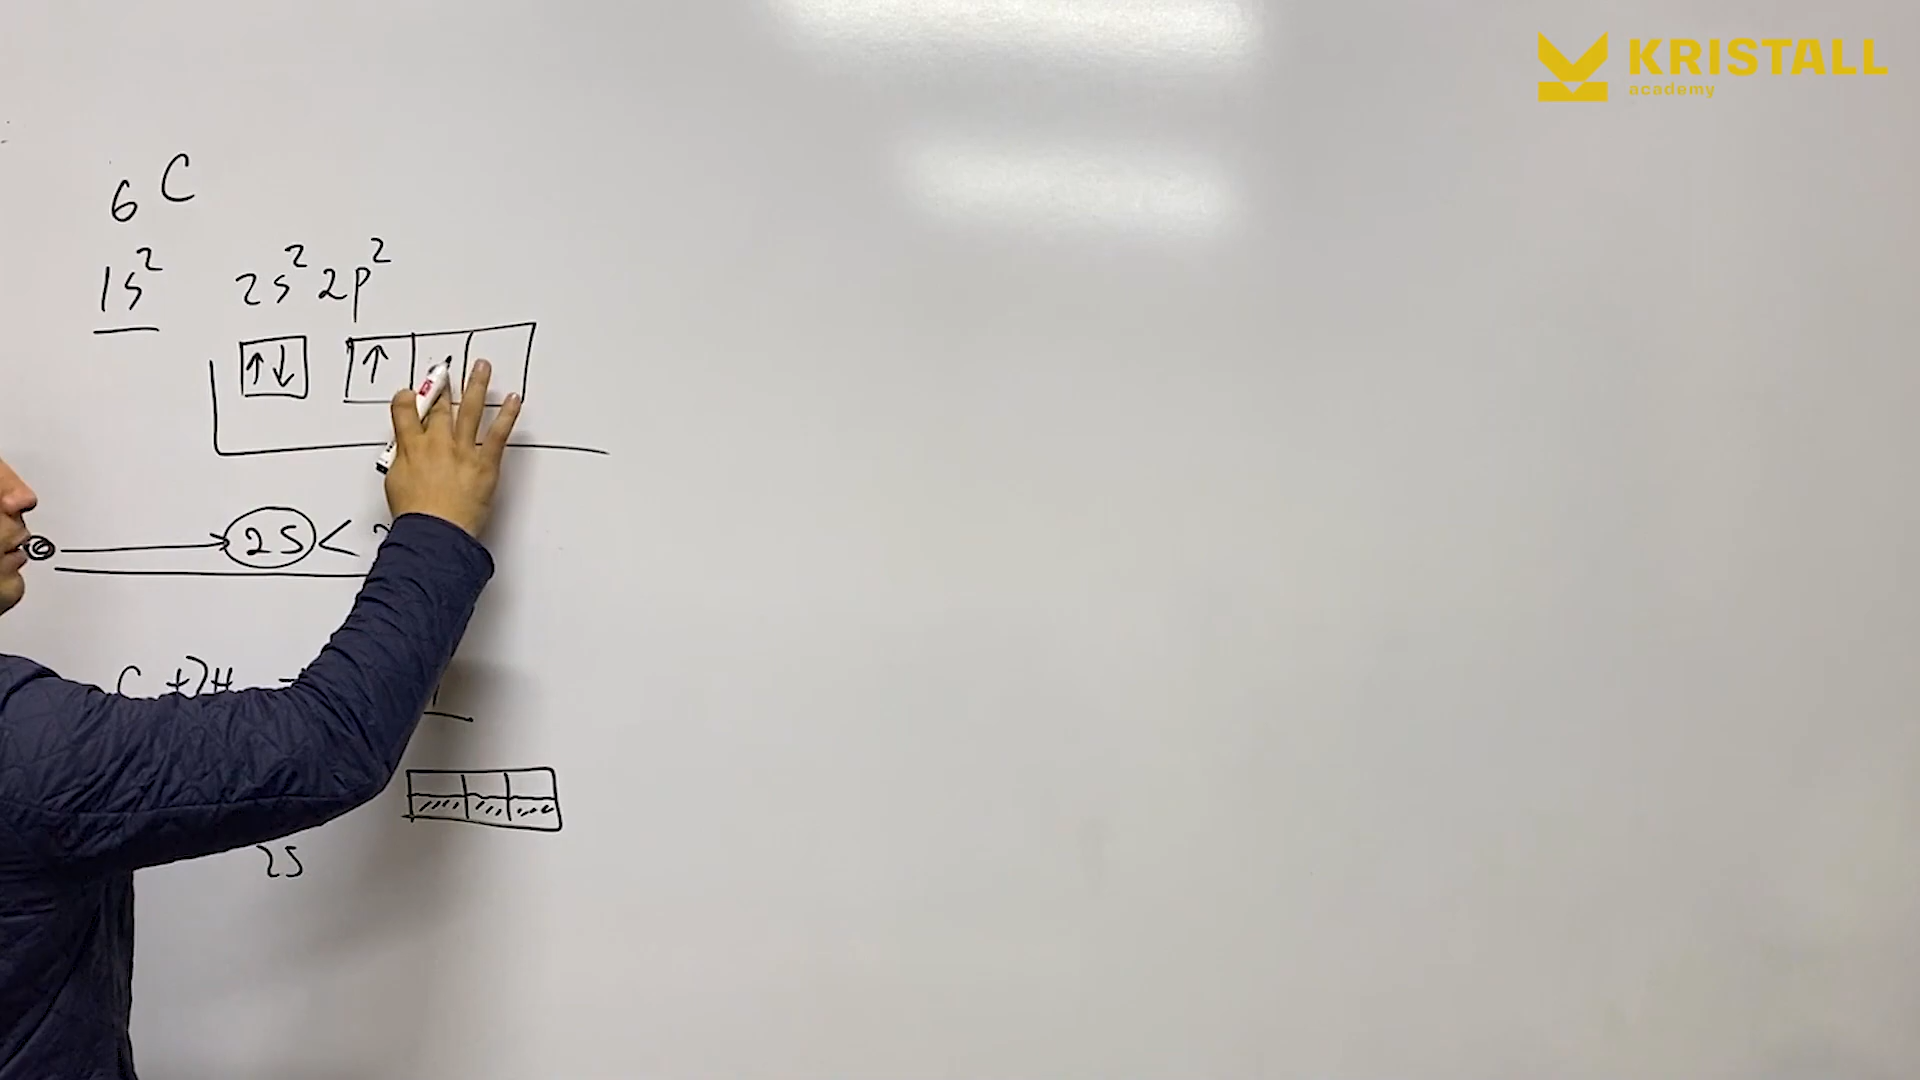 KRISTALL
academy
6 C
1s² 2s² 2p²
↑↓ ↑
2S <
C + H
2S